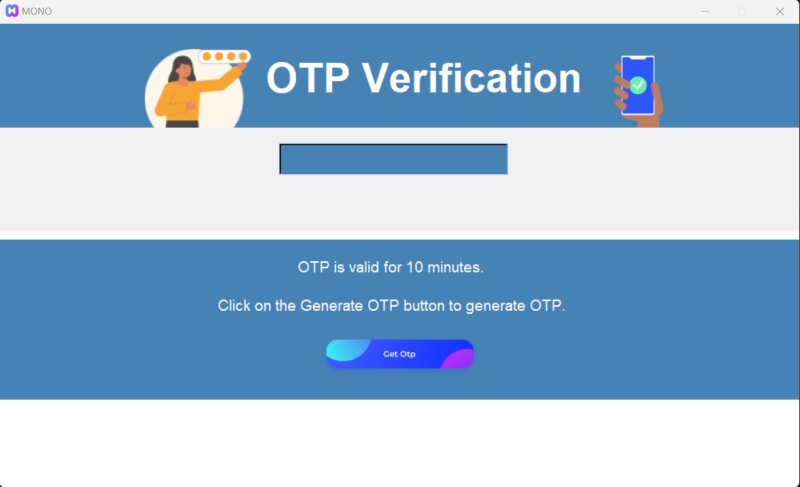 MONO
OTP Verification
OTP is valid for 10 minutes.
Click on the Generate OTP button to generate OTP.
Get Otp